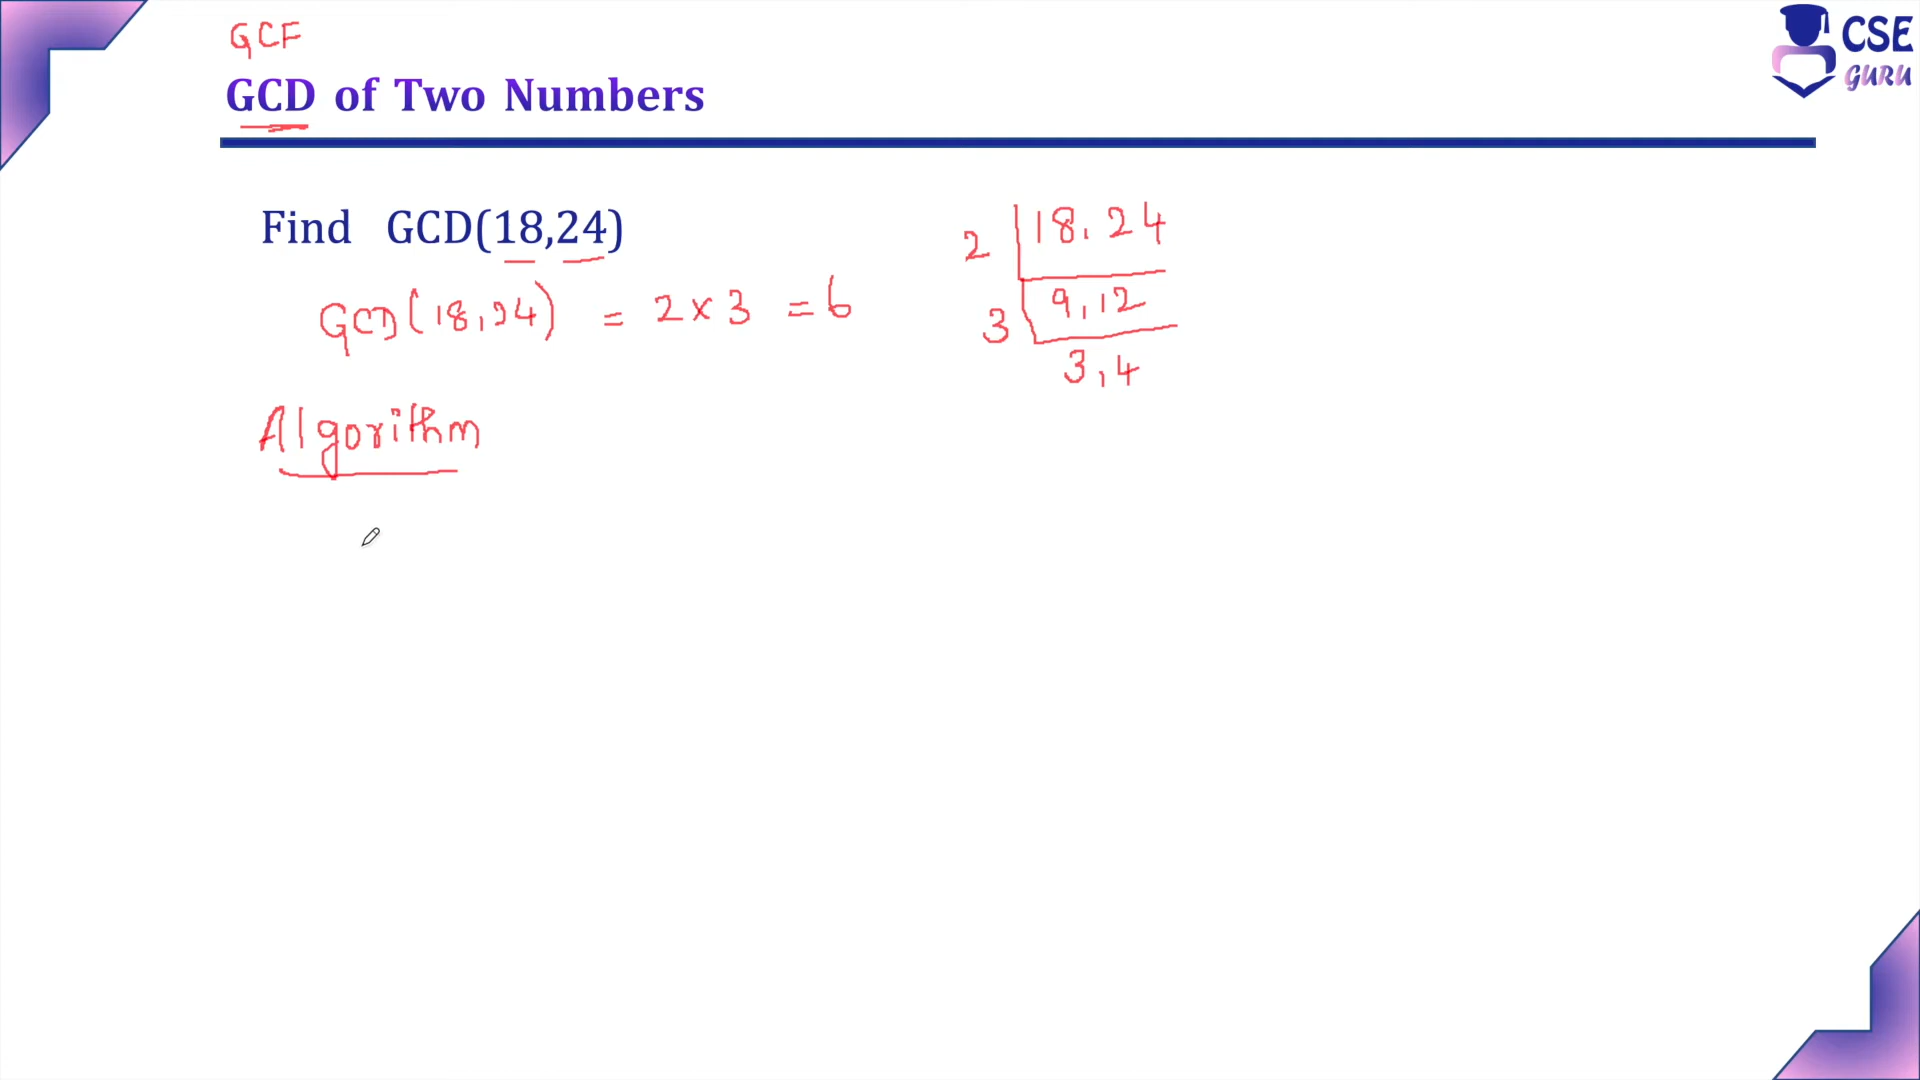 GCF
GCD of Two Numbers
CSE
GURU
Find GCD(18,24)
GCD(18,24) = 2 x 3 = 6
2 18, 24
3 9, 12
3, 4
Algorithm